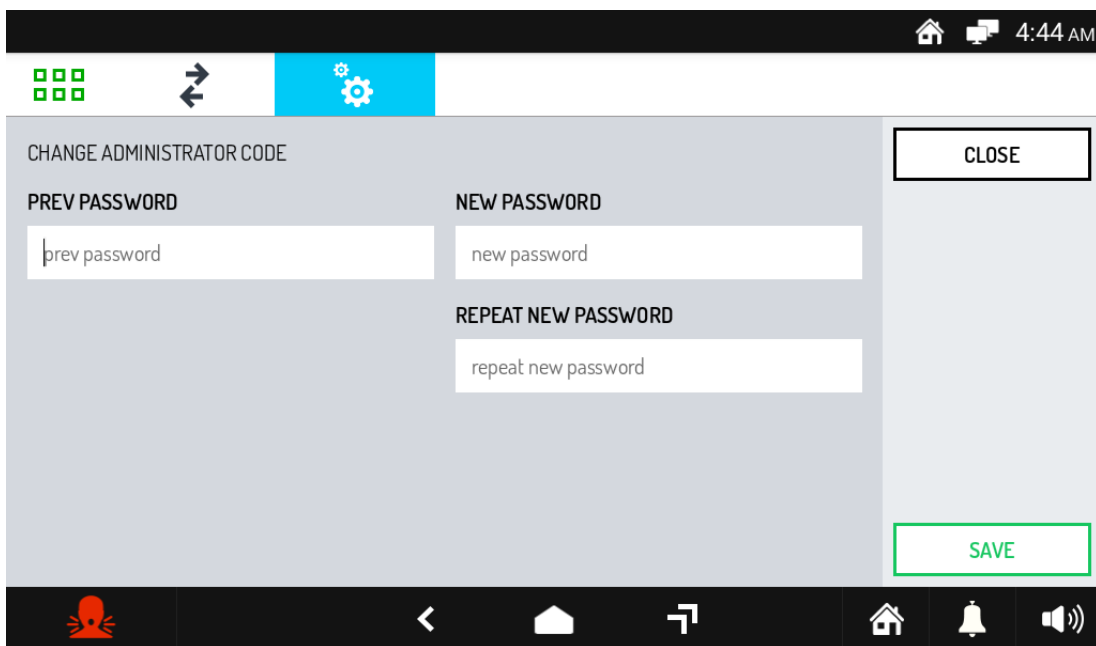 4:44 AM
CHANGE ADMINISTRATOR CODE
CLOSE
PREV PASSWORD
NEW PASSWORD
prev password
new password
REPEAT NEW PASSWORD
repeat new password
SAVE